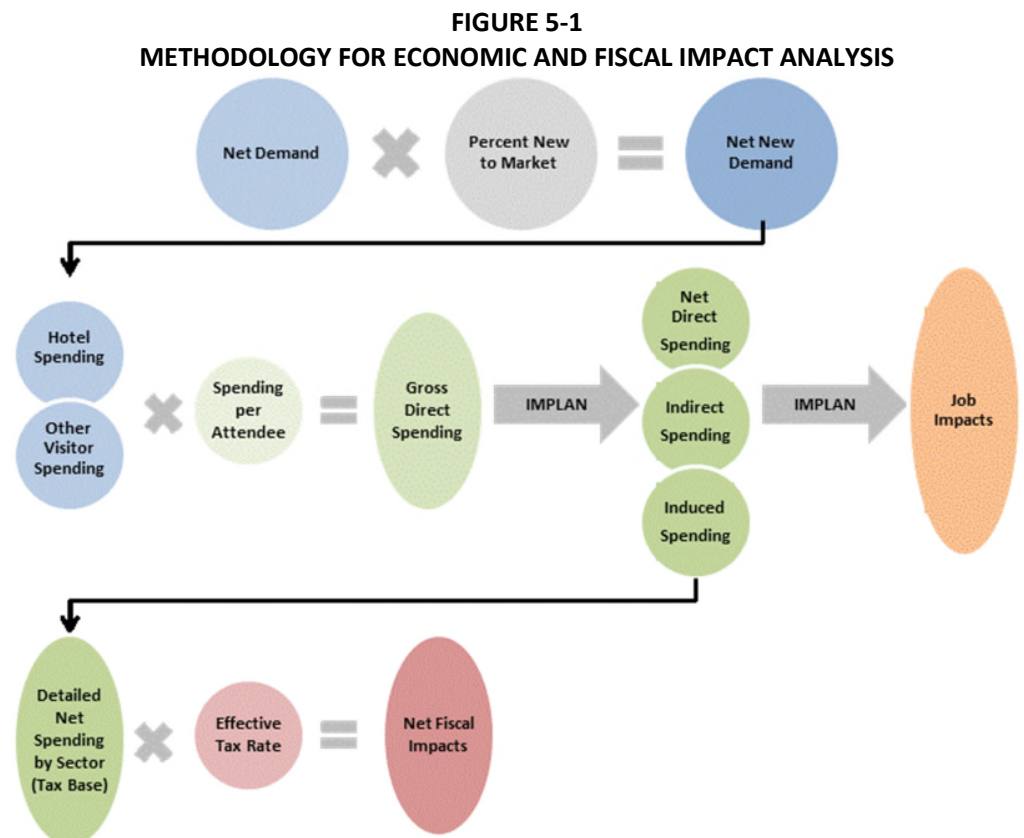 FIGURE 5-1
METHODOLOGY FOR ECONOMIC AND FISCAL IMPACT ANALYSIS
Net Demand
Percent New
to Market
Net New
Demand
Hotel
Spending
Other
Visitor
Spending
Spending
per
Attendee
Gross
Direct
Spending
IMPLAN
Net
Direct
Spending
Indirect
Spending
Induced
Spending
IMPLAN
Job
Impacts
Detailed
Net
Spending
by Sector
(Tax Base)
Effective
Tax Rate
Net Fiscal
Impacts